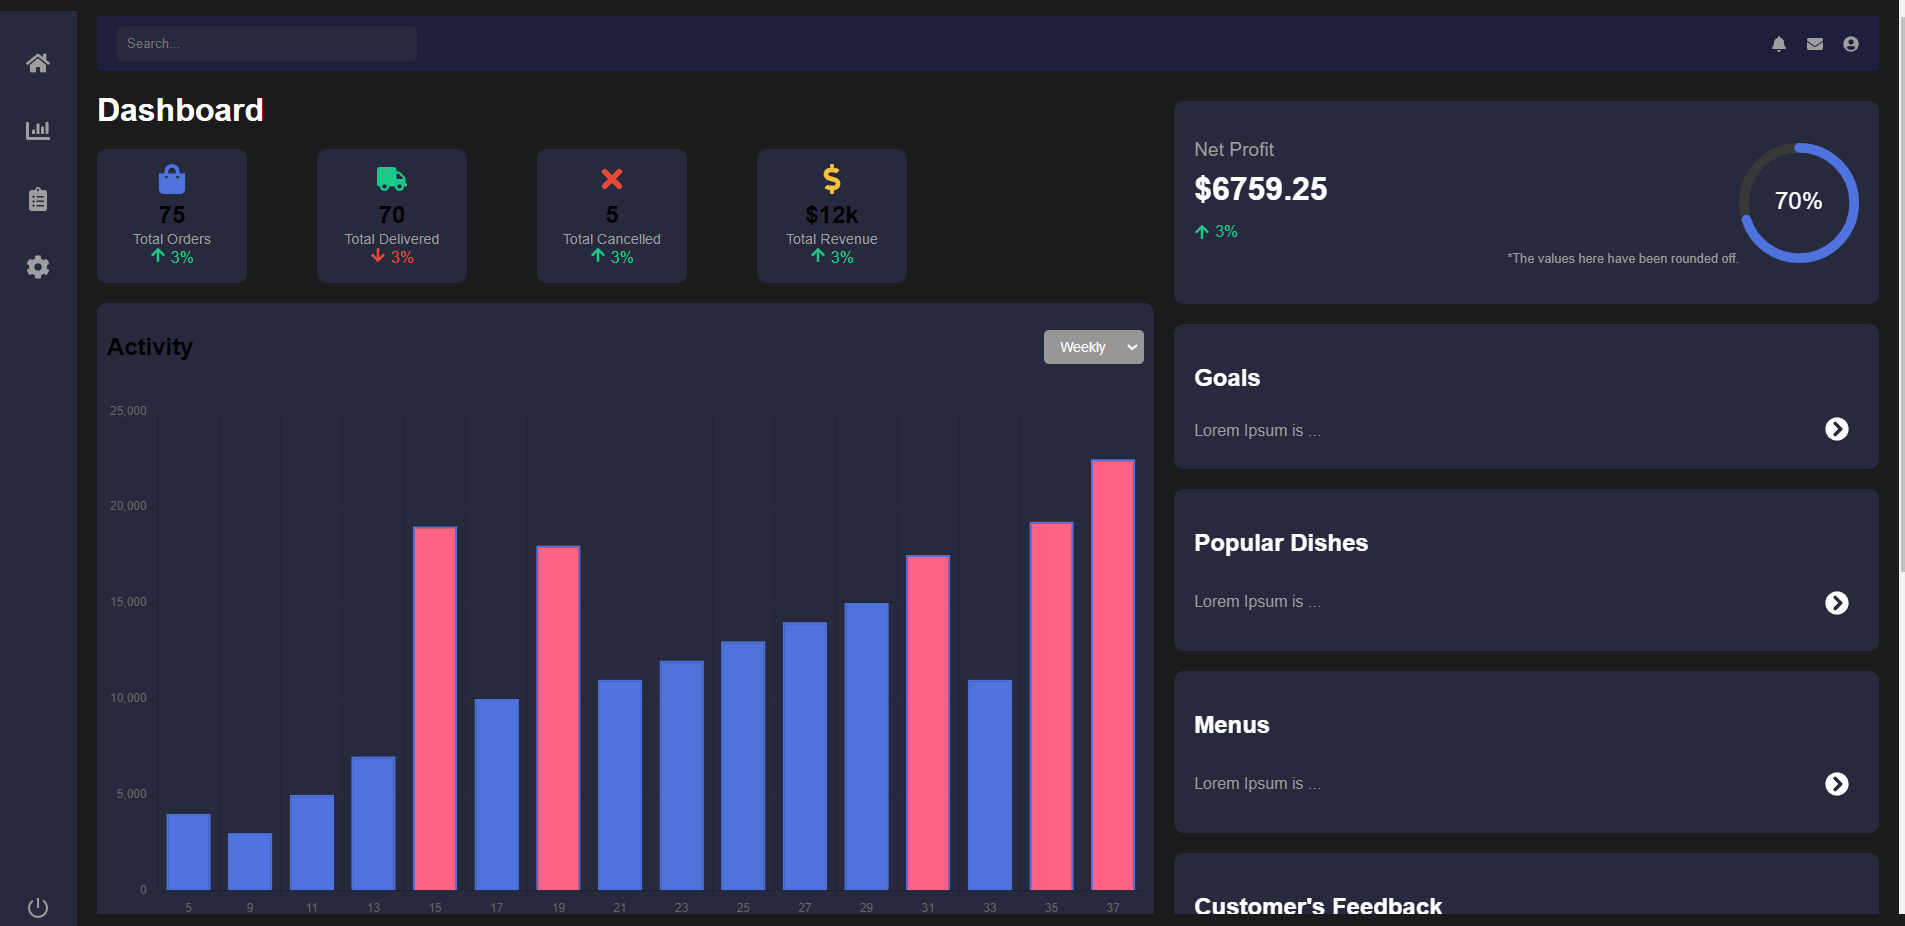 Search...
Dashboard
75
Total Orders
3%
70
Total Delivered
3%
5
Total Cancelled
3%
$12k
Total Revenue
3%
Net Profit
$6759.25
3%
*The values here have been rounded off.
70%
Activity
Weekly
25,000
20,000
15,000
10,000
5,000
0
5 9 11 13 15 17 19 21 23 25 27 29 31 33 35 37
Goals
Lorem Ipsum is ...
Popular Dishes
Lorem Ipsum is ...
Menus
Lorem Ipsum is ...
Customer's Feedback